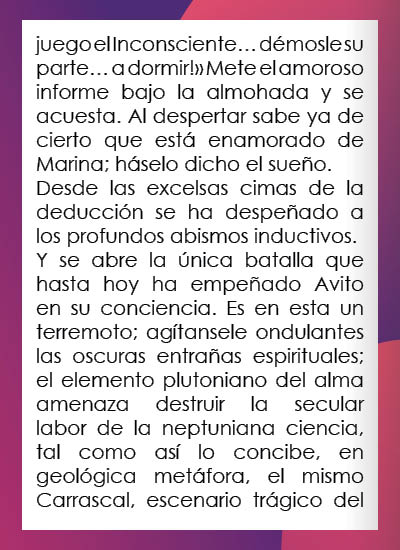 juego el Inconsciente… démosle su
parte… a dormir!» Mete el amoroso
informe bajo la almohada y se
acuesta. Al despertar sabe ya de
cierto que está enamorado de
Marina; háselo dicho el sueño.
Desde las excelsas cimas de la
deducción se ha despeñado a
los profundos abismos inductivos.
Y se abre la única batalla que
hasta hoy ha empeñado Avito
en su conciencia. Es en esta un
terremoto; agítansele ondulantes
las oscuras entrañas espirituales;
el elemento plutoniano del alma
amenaza destruir la secular
labor de la neptuniana ciencia,
tal como así lo concibe, en
geológica metáfora, el mismo
Carrascal, escenario trágico del